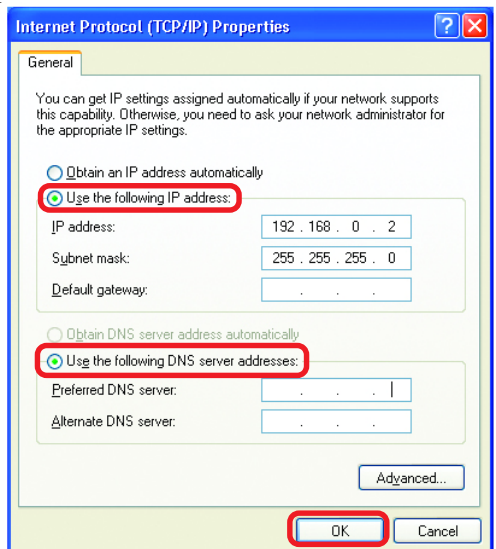 Internet Protocol (TCP/IP) Properties
General
You can get IP settings assigned automatically if your network supports
this capability. Otherwise, you need to ask your network administrator for
the appropriate IP settings.
Obtain an IP address automatically
Use the following IP address:
IP address: 192 . 168 . 0 . 2
Subnet mask: 255 . 255 . 255 . 0
Default gateway: . . .
Obtain DNS server address automatically
Use the following DNS server addresses:
Preferred DNS server: . . .
Alternate DNS server: . . .
Advanced...
OK Cancel